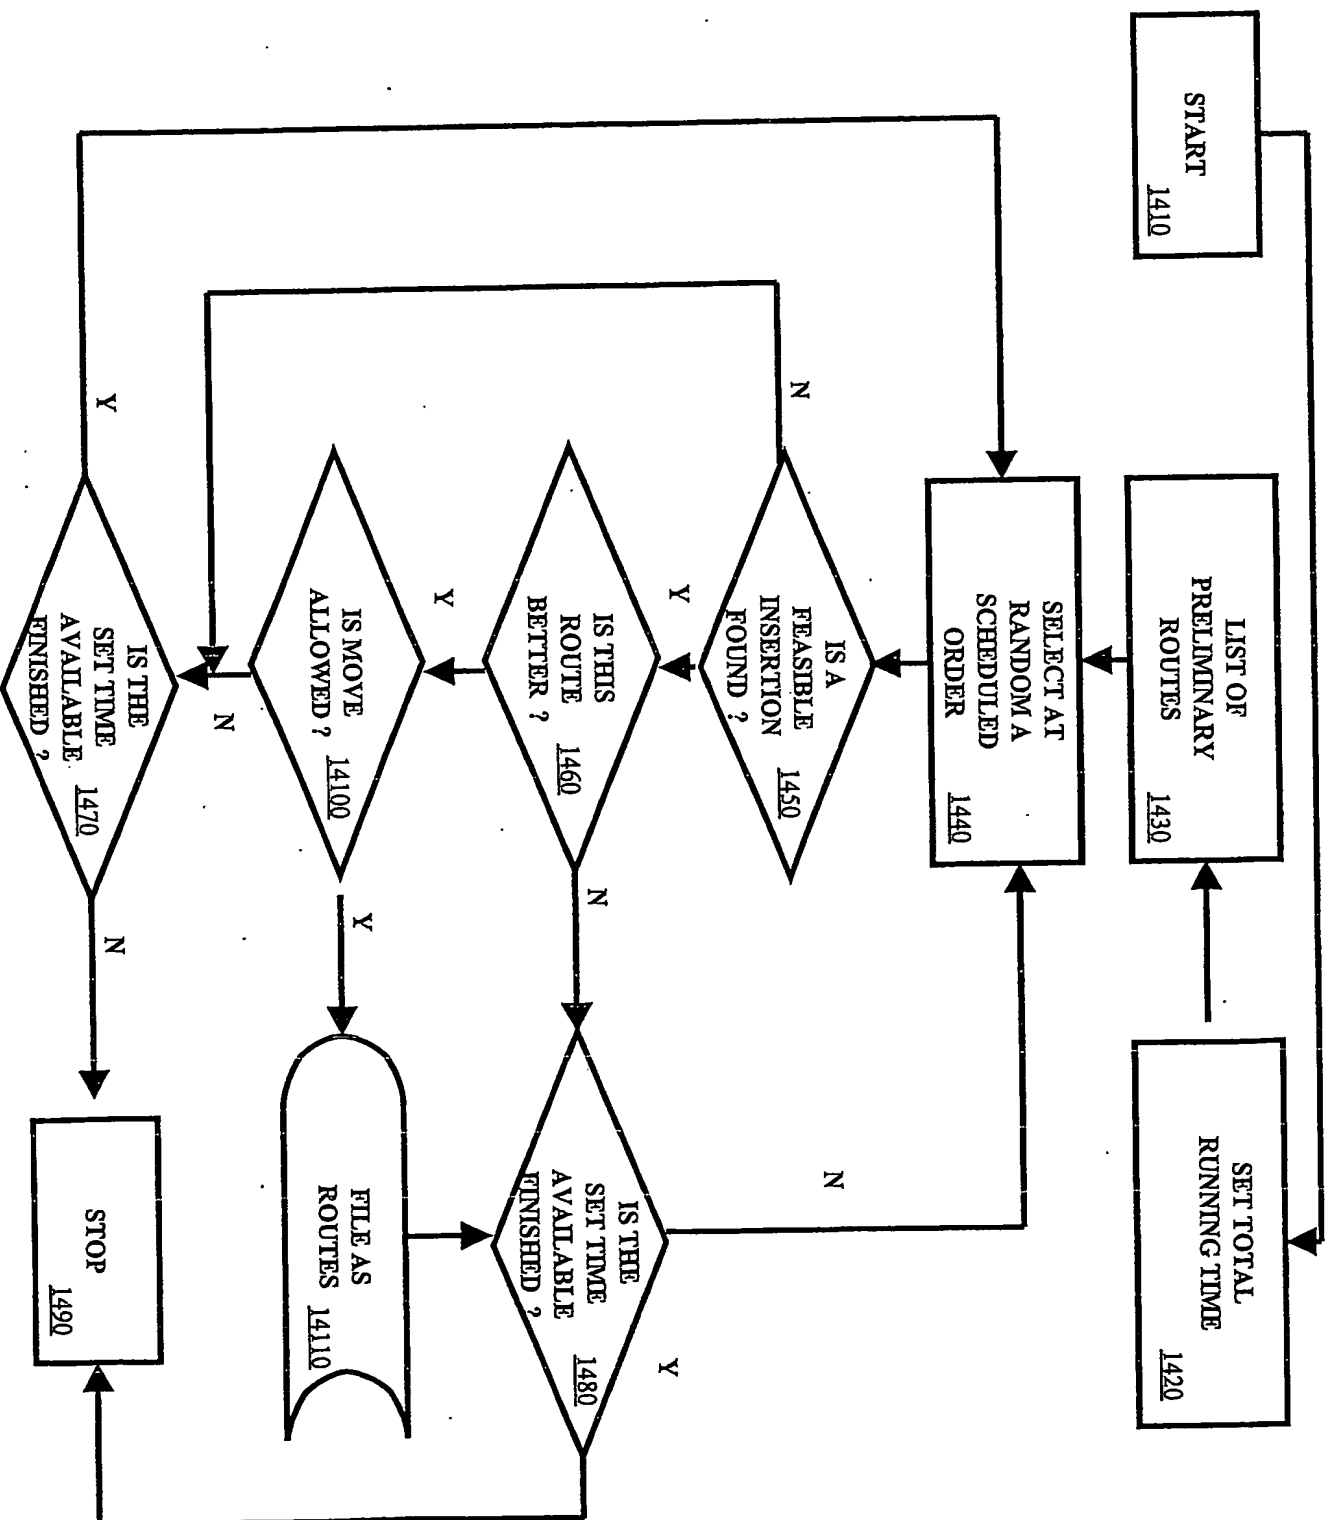 START
1410
SET TOTAL
RUNNING TIME
1420
LIST OF
PRELIMINARY
ROUTES
1430
SELECT AT
RANDOM A
SCHEDULED
ORDER
1440
IS A
FEASIBLE
INSERTION
FOUND ?
1450
N
Y
IS THIS
ROUTE
BETTER ?
1460
N
Y
IS THE
SET TIME
AVAILABLE
FINISHED ?
1480
N
Y
IS MOVE
ALLOWED ?
14100
Y
N
FILE AS
ROUTES
14110
IS THE
SET TIME
AVAILABLE
FINISHED ?
1470
Y
N
STOP
1490